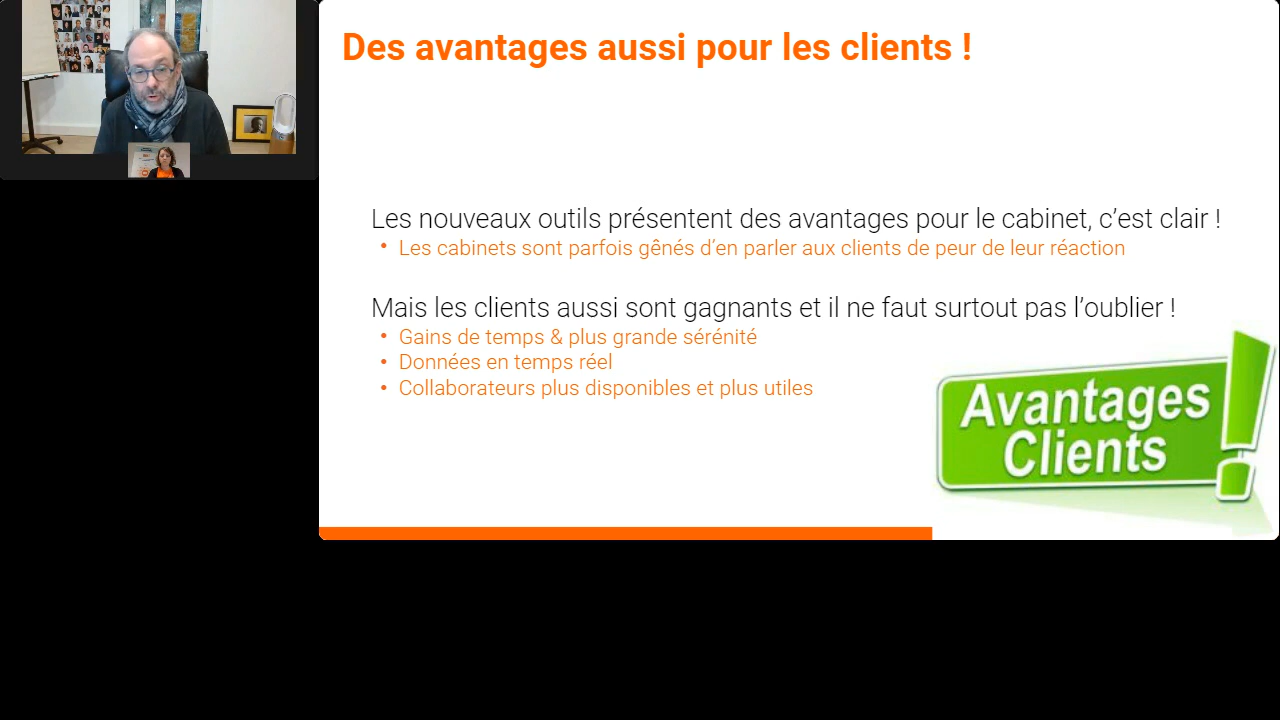 Des avantages aussi pour les clients !
Les nouveaux outils présentent des avantages pour le cabinet, c’est clair !
• Les cabinets sont parfois gênés d’en parler aux clients de peur de leur réaction
Mais les clients aussi sont gagnants et il ne faut surtout pas l’oublier !
• Gains de temps & plus grande sérénité
• Données en temps réel
• Collaborateurs plus disponibles et plus utiles
Avantages
Clients !